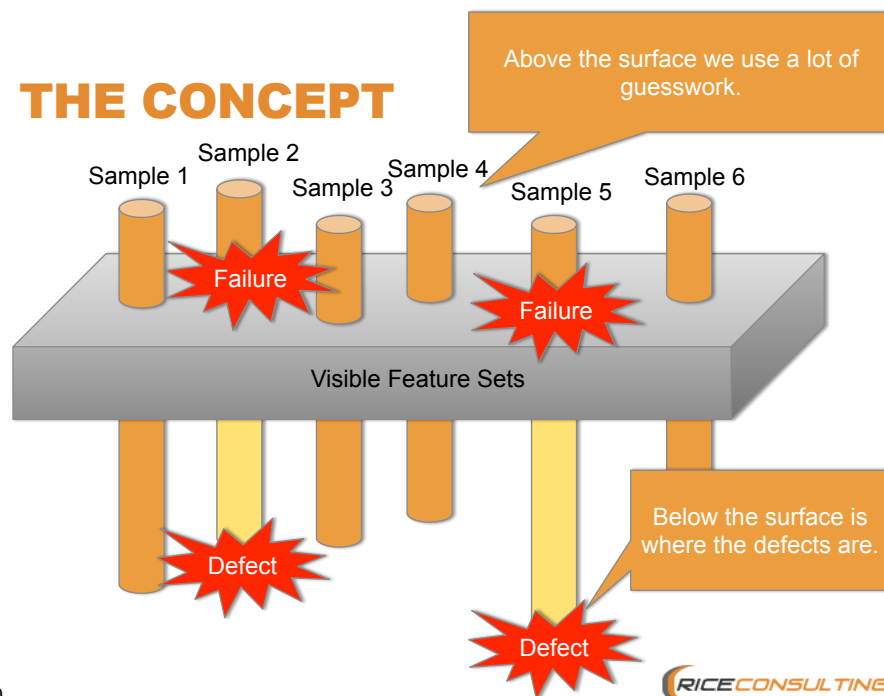 Above the surface we use a lot of
guesswork.
THE CONCEPT
Sample 1
Sample 2
Sample 3
Sample 4
Sample 5
Sample 6
Failure
Failure
Visible Feature Sets
Defect
Below the surface is
where the defects are.
Defect
RICECONSULTING